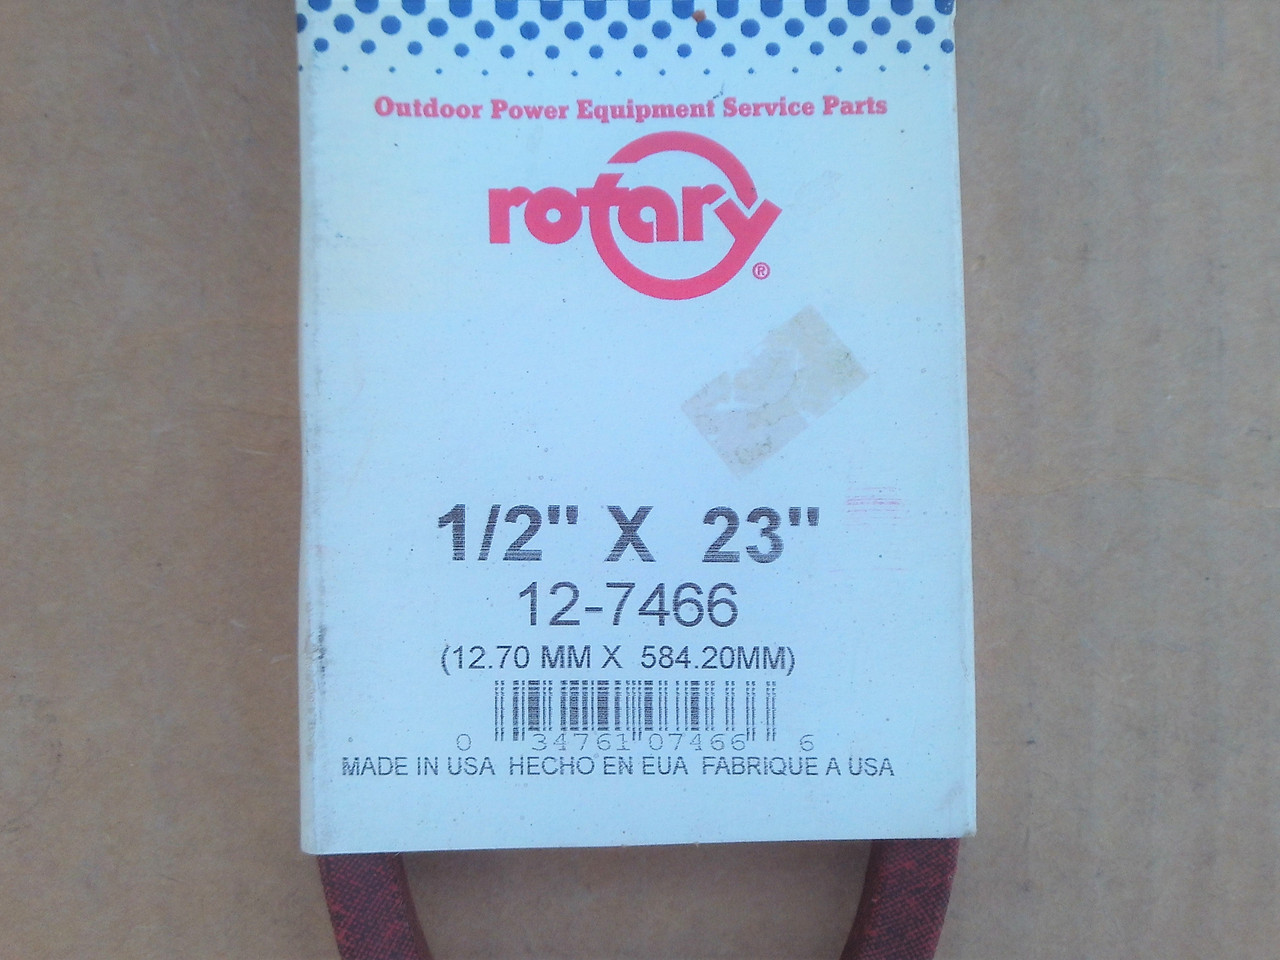 Outdoor Power Equipment Service Parts
rotary®
1/2" X 23"
12-7466
(12.70 MM X 584.20MM)
0 34761 07466 6
MADE IN USA HECHO EN EUA FABRIQUE A USA